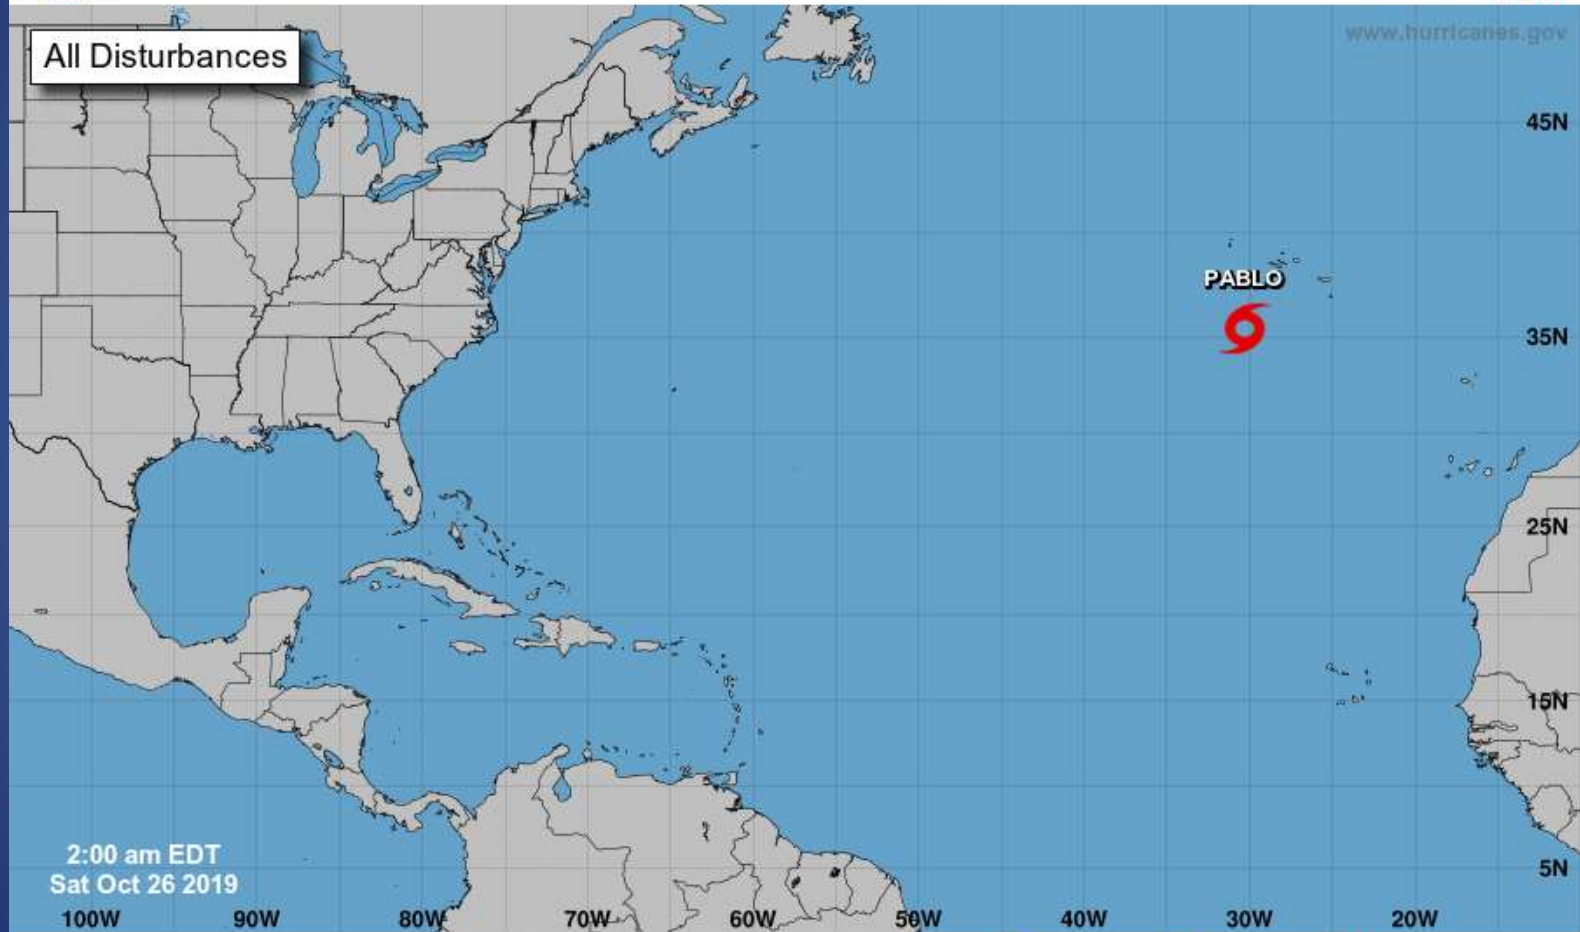 All Disturbances
www.hurricanes.gov
45N
PABLO
35N
25N
15N
5N
2:00 am EDT
Sat Oct 26 2019
100W 90W 80W 70W 60W 50W 40W 30W 20W